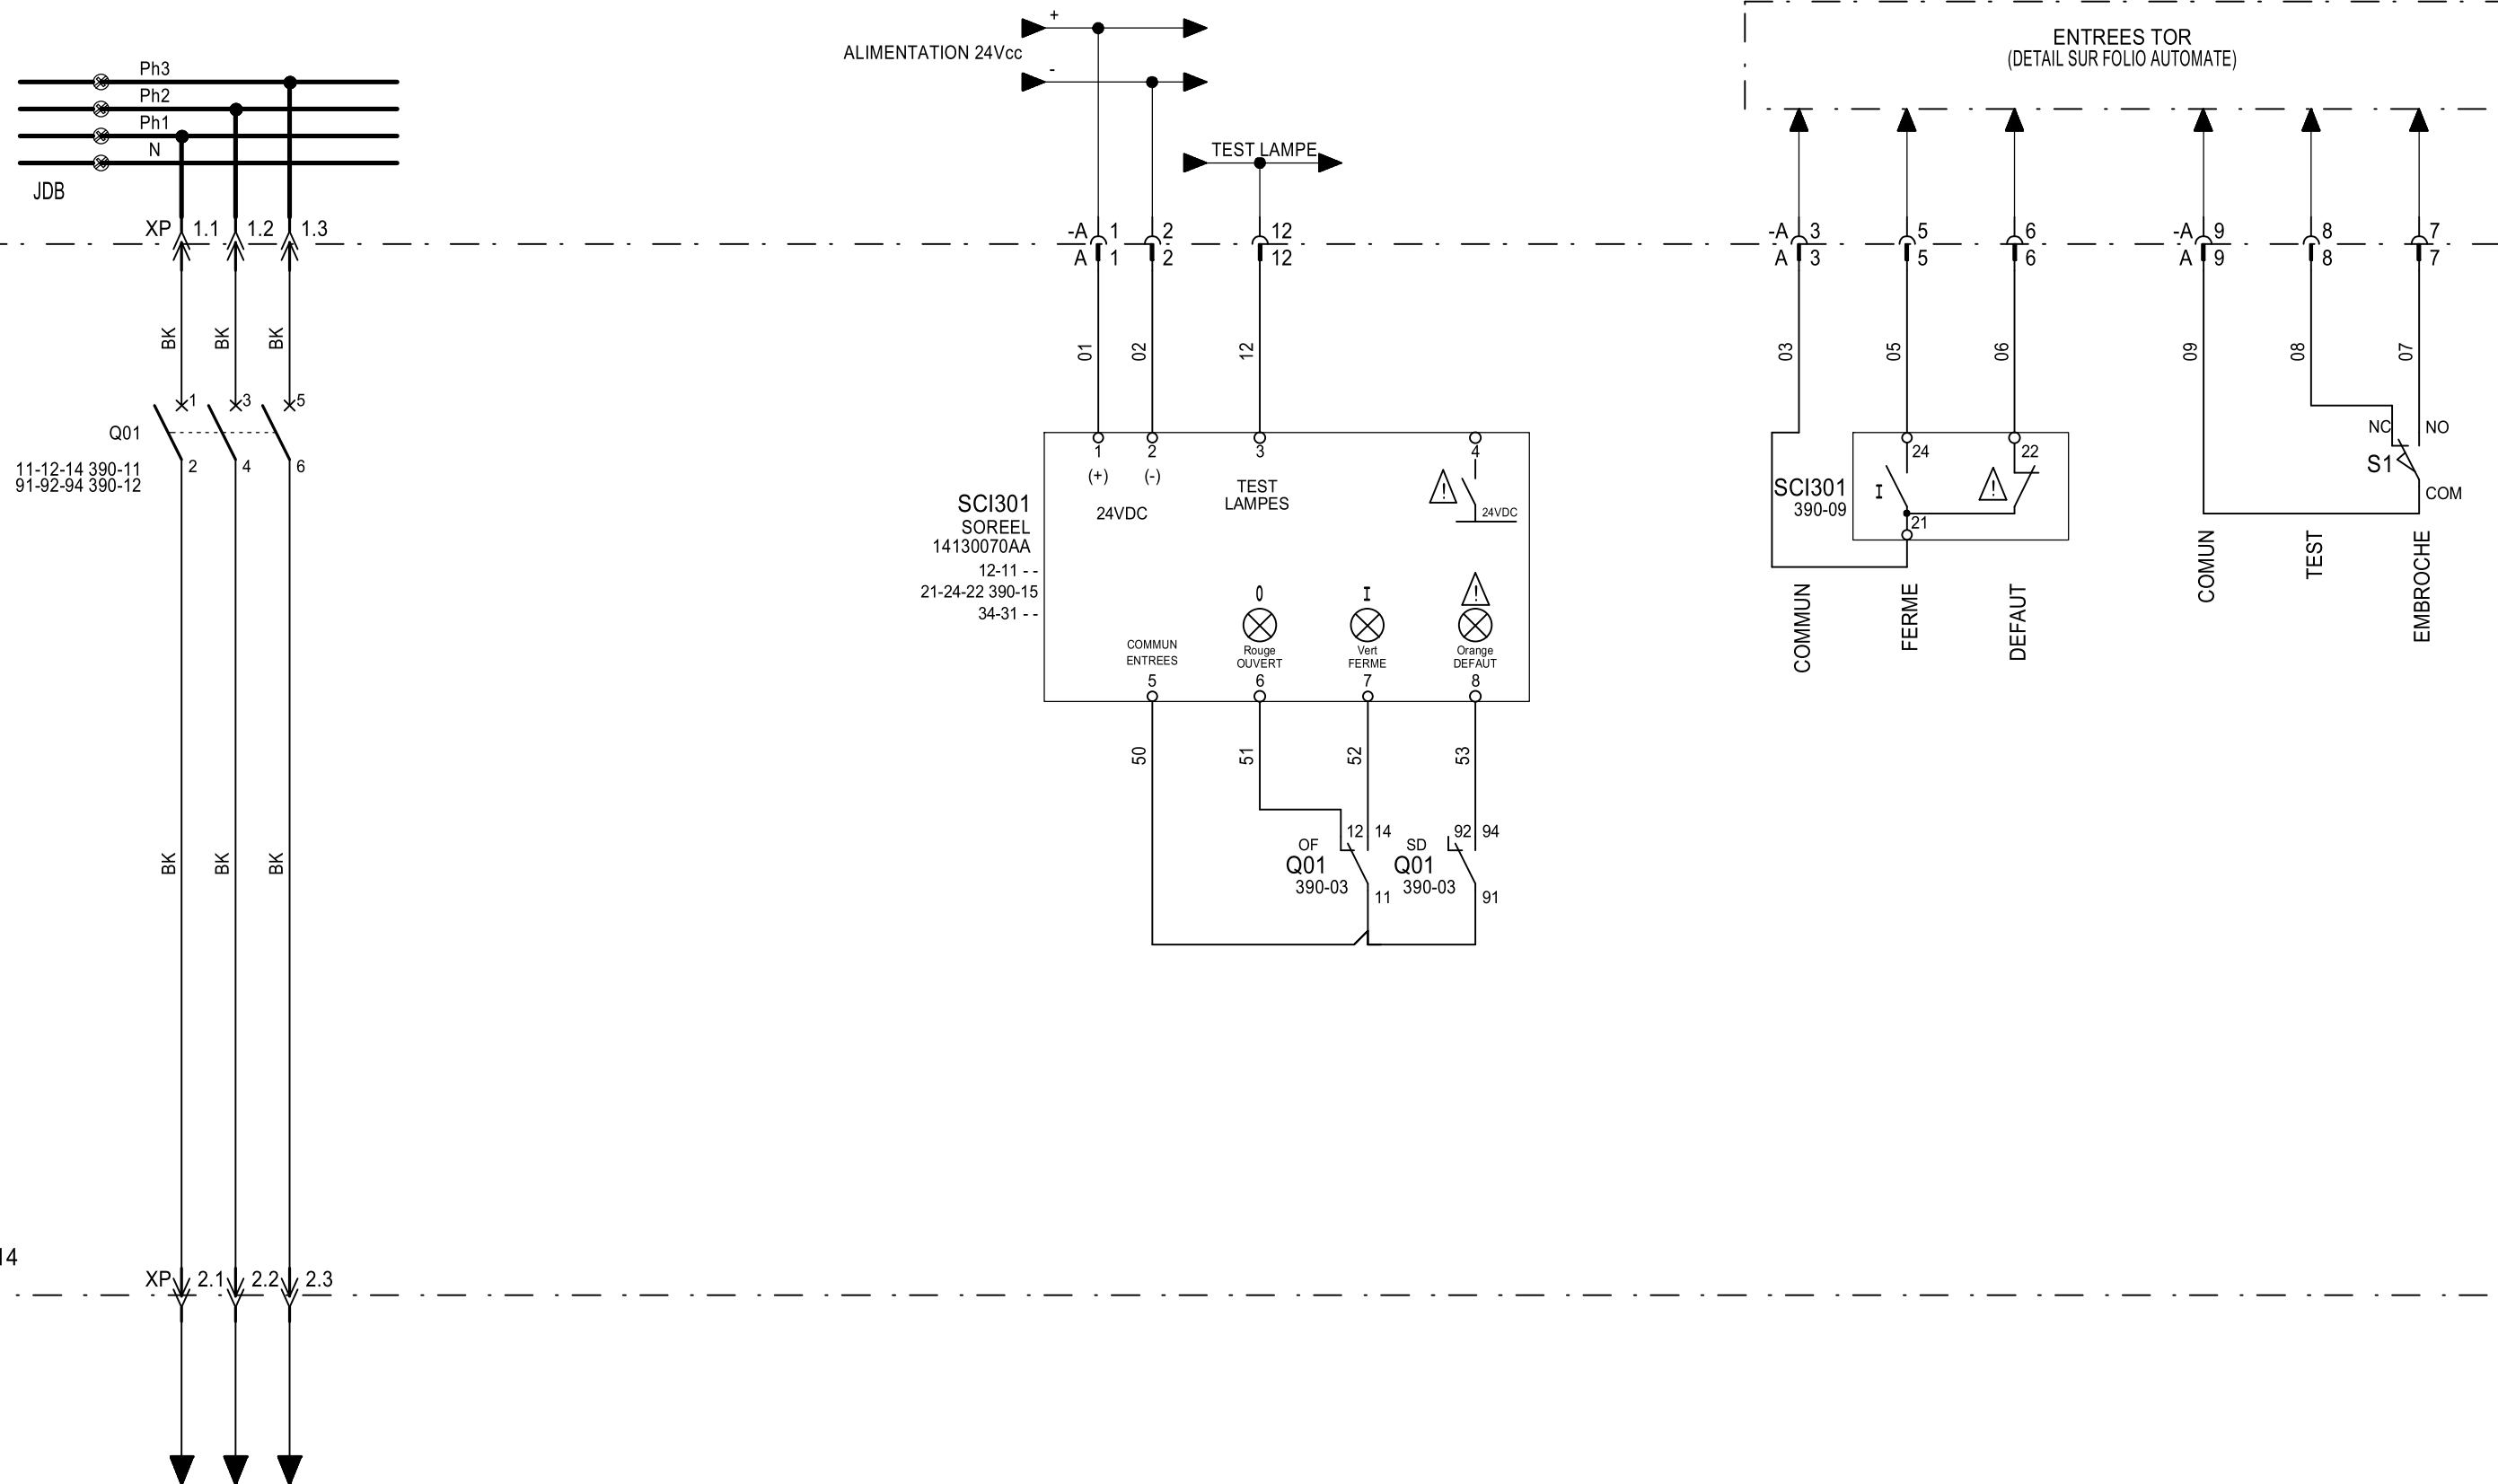 Ph3
Ph2
Ph1
N
JDB
XP 1.1 1.2 1.3
BK BK BK
1 3 5
Q01
2 4 6
11-12-14 390-11
91-92-94 390-12
BK BK BK
14
XP 2.1 2.2 2.3
+
ALIMENTATION 24Vcc
-
TEST LAMPE
-A 1 2 12
A 1 2 12
01 02 12
1 2 3 4
(+) (-)
TEST
LAMPES
24VDC
! 24VDC
SCI301
SOREEL
14130070AA
12-11 - -
21-24-22 390-15
34-31 - -
0 I !
COMMUN
ENTREES
Rouge
OUVERT
Vert
FERME
Orange
DEFAUT
5 6 7 8
50 51 52 53
12 14 92 94
OF SD
Q01 Q01
390-03 390-03
11 91
ENTREES TOR
(DETAIL SUR FOLIO AUTOMATE)
-A 3 5 6 -A 9 8 7
A 3 5 6 A 9 8 7
03 05 06 09 08 07
24 22
SCI301
390-09
I !
21
NC NO
S1
COM
COMMUN
FERME
DEFAUT
COMUN
TEST
EMBROCHE